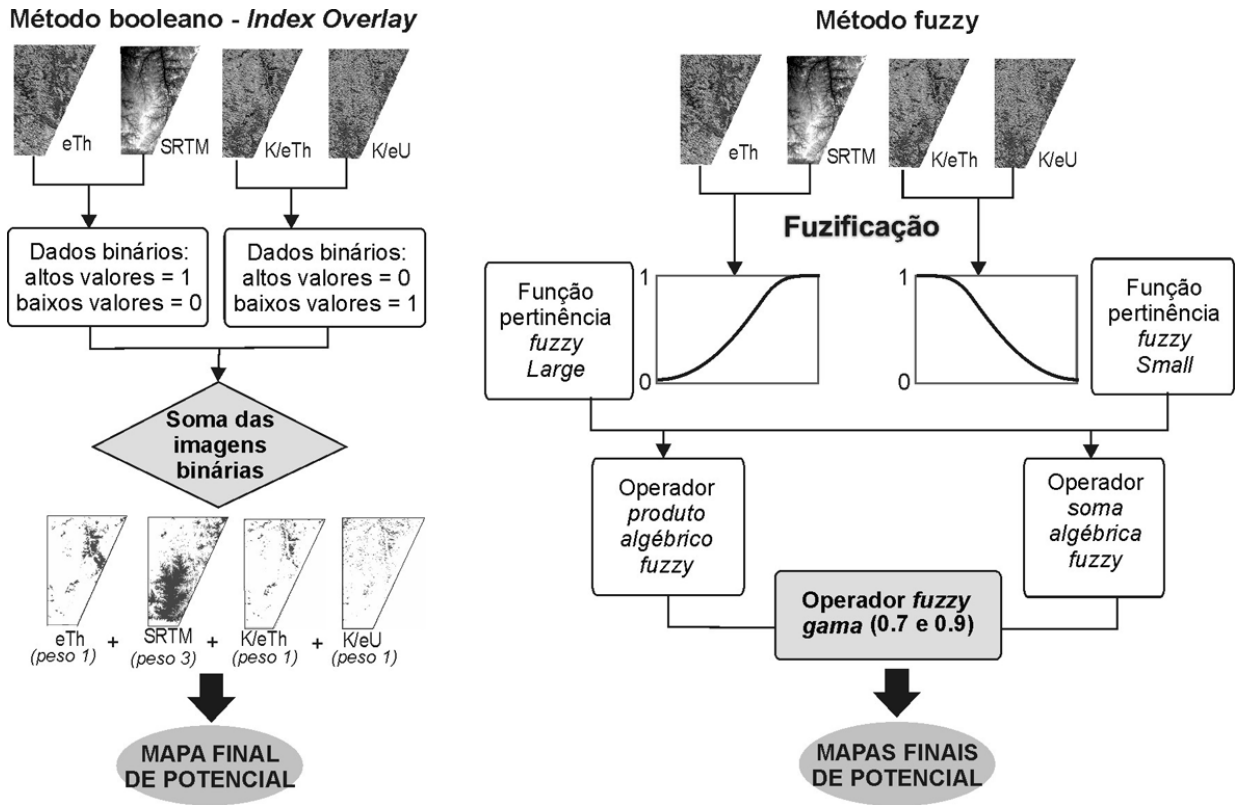 Método booleano - Index Overlay
eTh
SRTM
K/eTh
K/eU
Dados binários:
altos valores = 1
baixos valores = 0
Dados binários:
altos valores = 0
baixos valores = 1
Soma das
imagens
binárias
eTh + SRTM + K/eTh + K/eU
(peso 1) (peso 3) (peso 1) (peso 1)
MAPA FINAL
DE POTENCIAL
Método fuzzy
eTh
SRTM
K/eTh
K/eU
Fuzificação
Função
pertinência
fuzzy
Large
1
0
1
0
Função
pertinência
fuzzy
Small
Operador
produto
algébrico
fuzzy
Operador
soma
algébrica
fuzzy
Operador fuzzy
gama (0.7 e 0.9)
MAPAS FINAIS
DE POTENCIAL